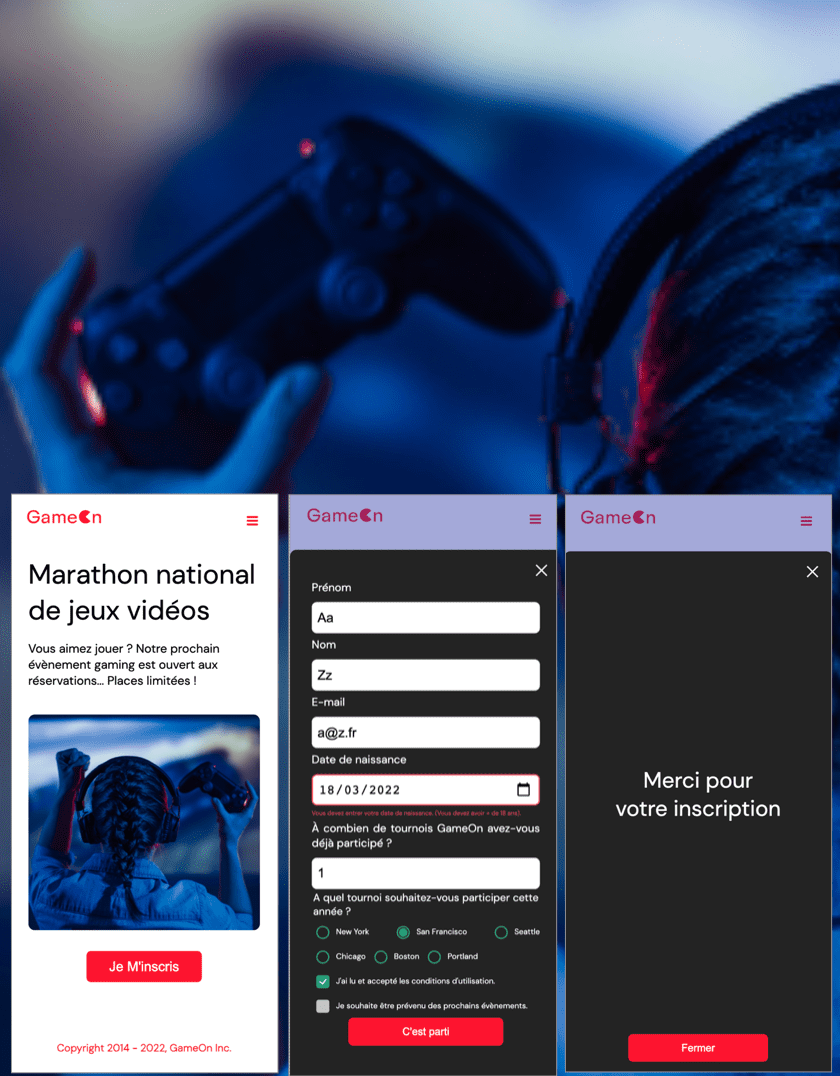 GameOn
Marathon national
de jeux vidéos
Vous aimez jouer ? Notre prochain
évènement gaming est ouvert aux
réservations... Places limitées !
Je M'inscris
Copyright 2014 - 2022, GameOn Inc.
GameOn
Prénom
Aa
Nom
Zz
E-mail
a@z.fr
Date de naissance
18/03/2022
Vous devez entrer votre date de naissance. (Vous devez avoir + de 18 ans).
À combien de tournois GameOn avez-vous
déjà participé ?
1
A quel tournoi souhaitez-vous participer cette
année ?
New York San Francisco Seattle
Chicago Boston Portland
J'ai lu et accepté les conditions d'utilisation.
Je souhaite être prévenu des prochains évènements.
C'est parti
GameOn
Merci pour
votre inscription
Fermer